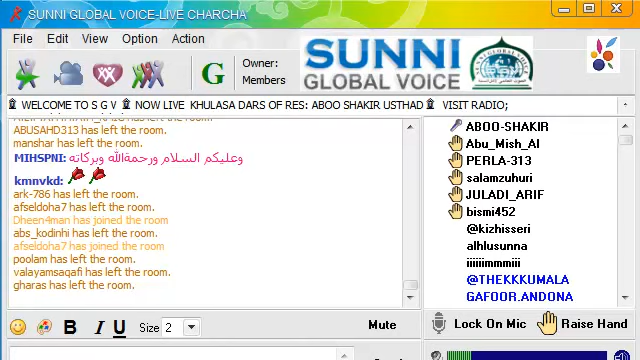 SUNNI GLOBAL VOICE-LIVE CHARCHA
File Edit View Option Action
G Owner: Members
SUNNI GLOBAL VOICE
WELCOME TO S G V NOW LIVE KHULASA DARS OF RES: ABOO SHAKIR USTHAD VISIT RADIO;
ABUSAHD313 has left the room.
manshar has left the room.
MIHSPNI: وعليكم السلام ورحمةالله وبركاته
kmnvkd:
ark-786 has left the room.
afseldoha7 has left the room.
Dheen4man has joined the room
abs_kodinhi has left the room.
afseldoha7 has joined the room
poolam has left the room.
valayamsaqafi has left the room.
gharas has left the room.
ABOO-SHAKIR
Abu_Mish_Al
PERLA-313
salamzuhuri
JULADI_ARIF
bismi452
@kizhisseri
alhlusunna
iiiiiimmmiii
@THEKKKUMALA
GAFOOR.ANDONA
B I U Size 2 Mute
Lock On Mic Raise Hand